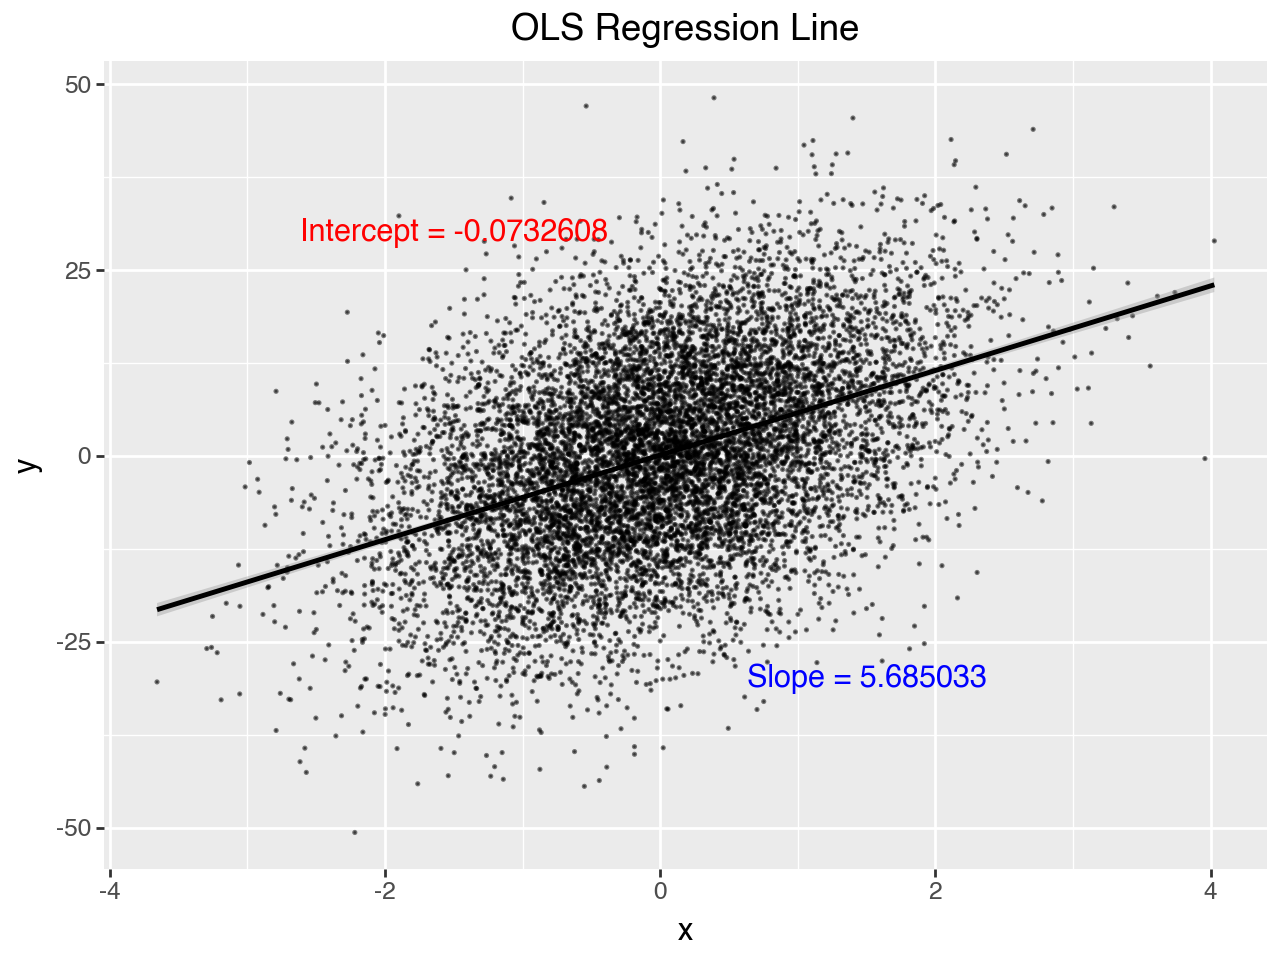 OLS Regression Line
50
25
0
-25
-50
y
Intercept = -0.0732608
Slope = 5.685033
-4
-2
0
2
4
x